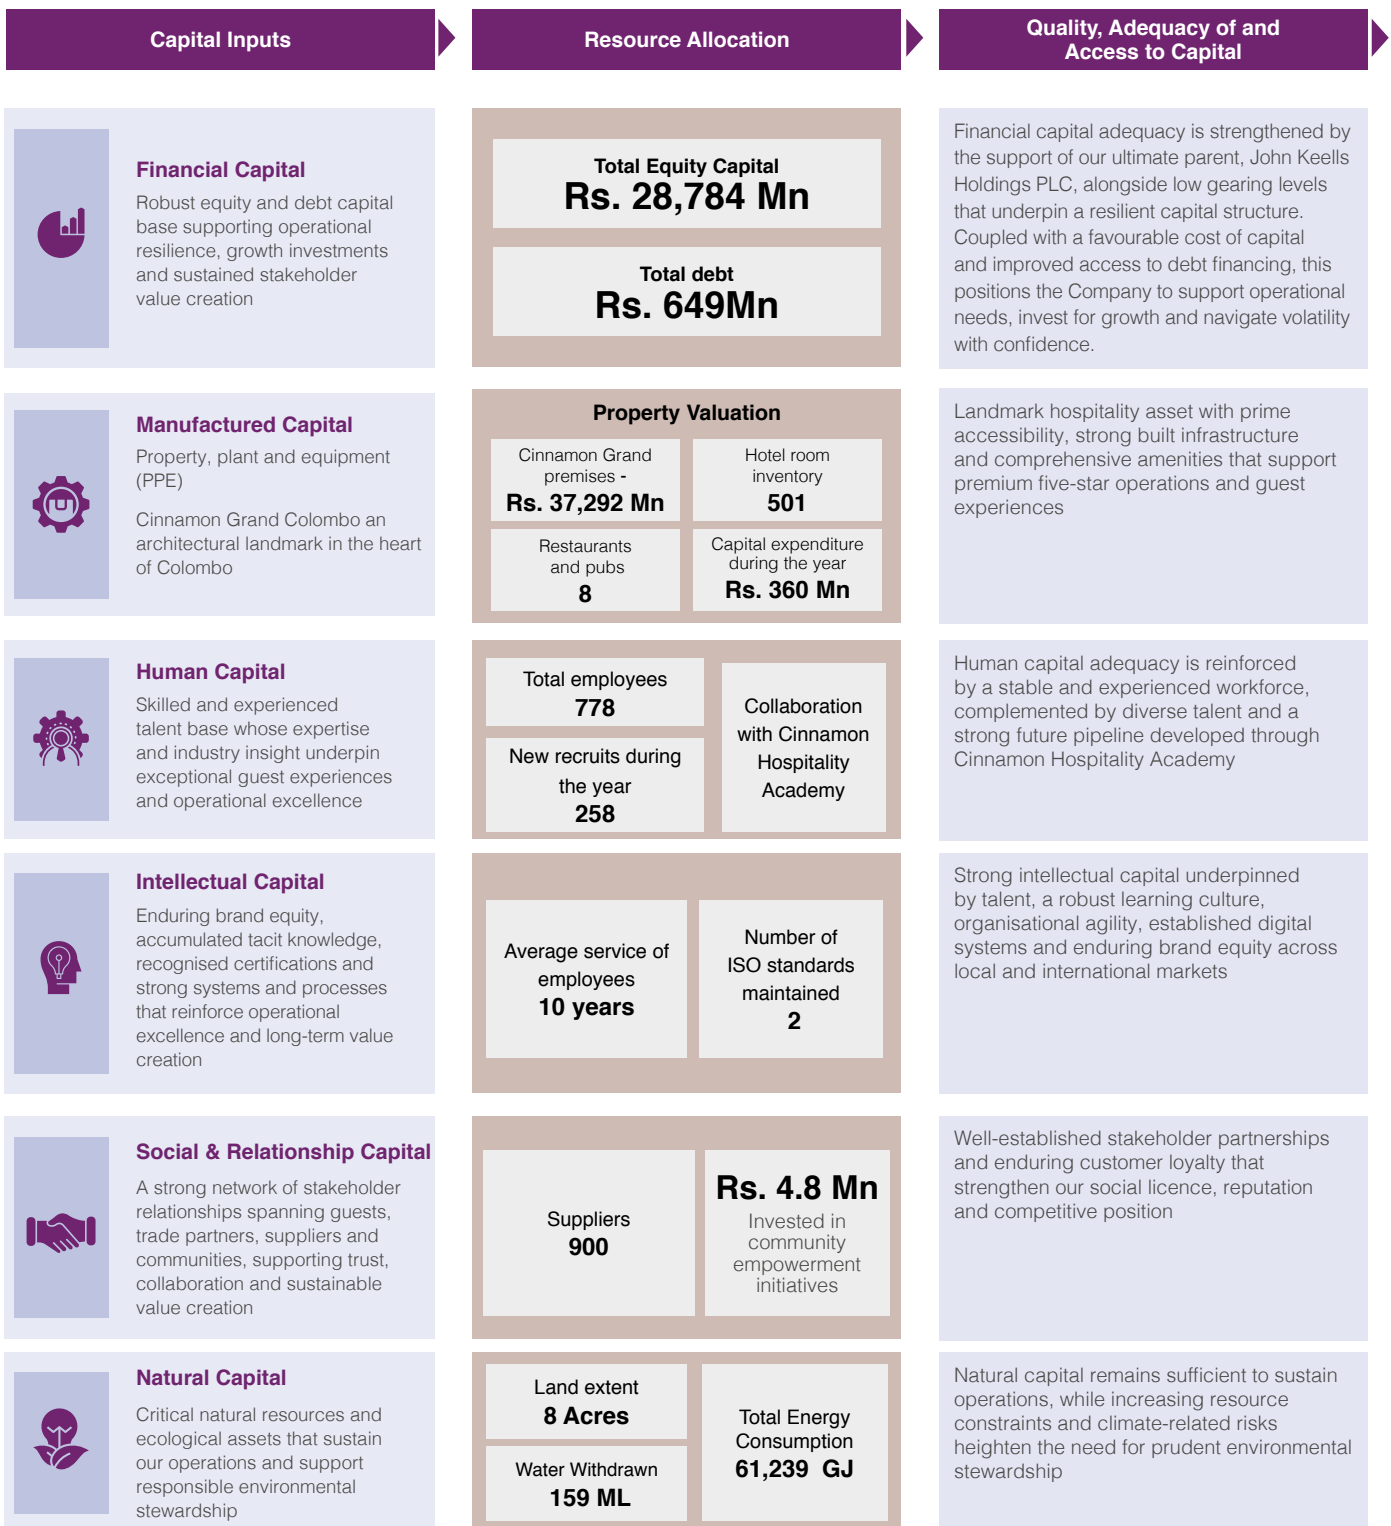 Capital Inputs
Resource Allocation
Quality, Adequacy of and
Access to Capital
Financial Capital
Robust equity and debt capital
base supporting operational
resilience, growth investments
and sustained stakeholder
value creation
Total Equity Capital
Rs. 28,784 Mn
Total debt
Rs. 649Mn
Financial capital adequacy is strengthened by
the support of our ultimate parent, John Keells
Holdings PLC, alongside low gearing levels
that underpin a resilient capital structure.
Coupled with a favourable cost of capital
and improved access to debt financing, this
positions the Company to support operational
needs, invest for growth and navigate volatility
with confidence.
Manufactured Capital
Property, plant and equipment
(PPE)
Cinnamon Grand Colombo an
architectural landmark in the heart
of Colombo
Property Valuation
Cinnamon Grand
premises -
Rs. 37,292 Mn
Hotel room
inventory
501
Restaurants
and pubs
8
Capital expenditure
during the year
Rs. 360 Mn
Landmark hospitality asset with prime
accessibility, strong built infrastructure
and comprehensive amenities that support
premium five-star operations and guest
experiences
Human Capital
Skilled and experienced
talent base whose expertise
and industry insight underpin
exceptional guest experiences
and operational excellence
Total employees
778
New recruits during
the year
258
Collaboration
with Cinnamon
Hospitality
Academy
Human capital adequacy is reinforced
by a stable and experienced workforce,
complemented by diverse talent and a
strong future pipeline developed through
Cinnamon Hospitality Academy
Intellectual Capital
Enduring brand equity,
accumulated tacit knowledge,
recognised certifications and
strong systems and processes
that reinforce operational
excellence and long-term value
creation
Average service of
employees
10 years
Number of
ISO standards
maintained
2
Strong intellectual capital underpinned
by talent, a robust learning culture,
organisational agility, established digital
systems and enduring brand equity across
local and international markets
Social & Relationship Capital
A strong network of stakeholder
relationships spanning guests,
trade partners, suppliers and
communities, supporting trust,
collaboration and sustainable
value creation
Suppliers
900
Rs. 4.8 Mn
Invested in
community
empowerment
initiatives
Well-established stakeholder partnerships
and enduring customer loyalty that
strengthen our social licence, reputation
and competitive position
Natural Capital
Critical natural resources and
ecological assets that sustain
our operations and support
responsible environmental
stewardship
Land extent
8 Acres
Water Withdrawn
159 ML
Total Energy
Consumption
61,239 GJ
Natural capital remains sufficient to sustain
operations, while increasing resource
constraints and climate-related risks
heighten the need for prudent environmental
stewardship